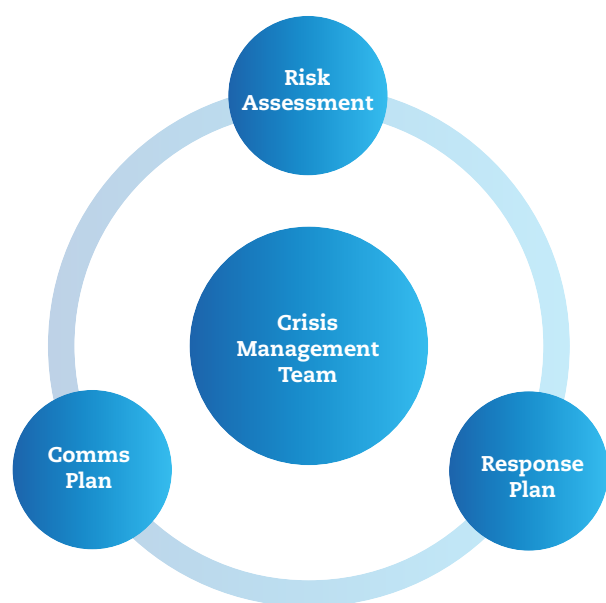 Risk
Assessment
Crisis
Management
Team
Comms
Plan
Response
Plan